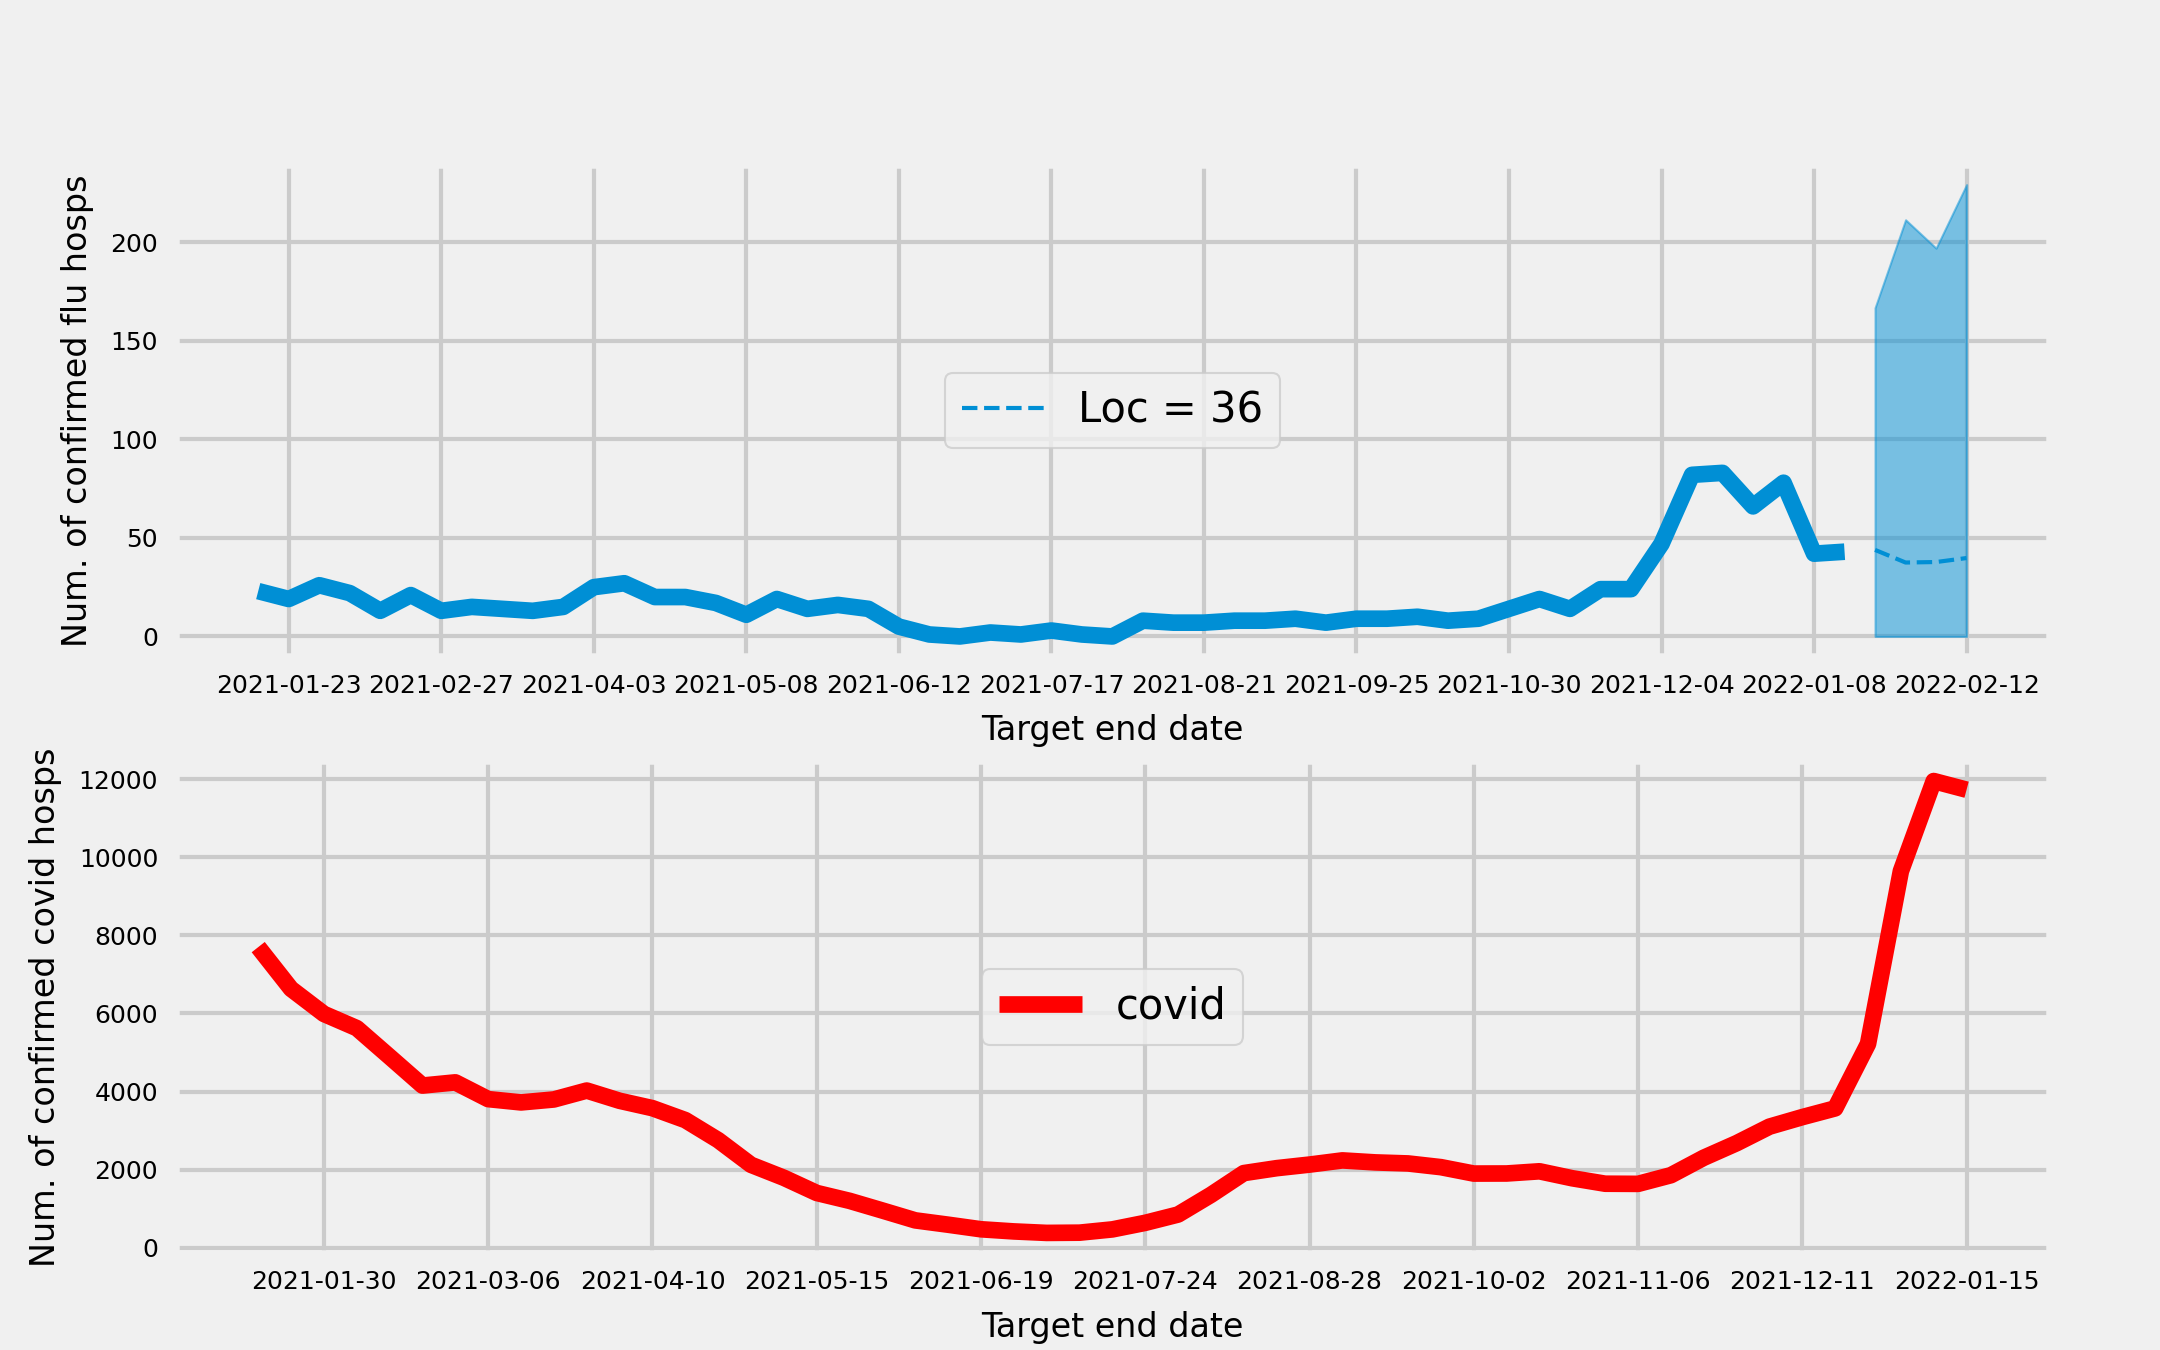 Num. of confirmed flu hosps
200
150
100
50
0
Loc = 36
2021-01-23 2021-02-27 2021-04-03 2021-05-08 2021-06-12 2021-07-17 2021-08-21 2021-09-25 2021-10-30 2021-12-04 2022-01-08 2022-02-12
Target end date
Num. of confirmed covid hosps
12000
10000
8000
6000
4000
2000
0
covid
2021-01-30 2021-03-06 2021-04-10 2021-05-15 2021-06-19 2021-07-24 2021-08-28 2021-10-02 2021-11-06 2021-12-11 2022-01-15
Target end date